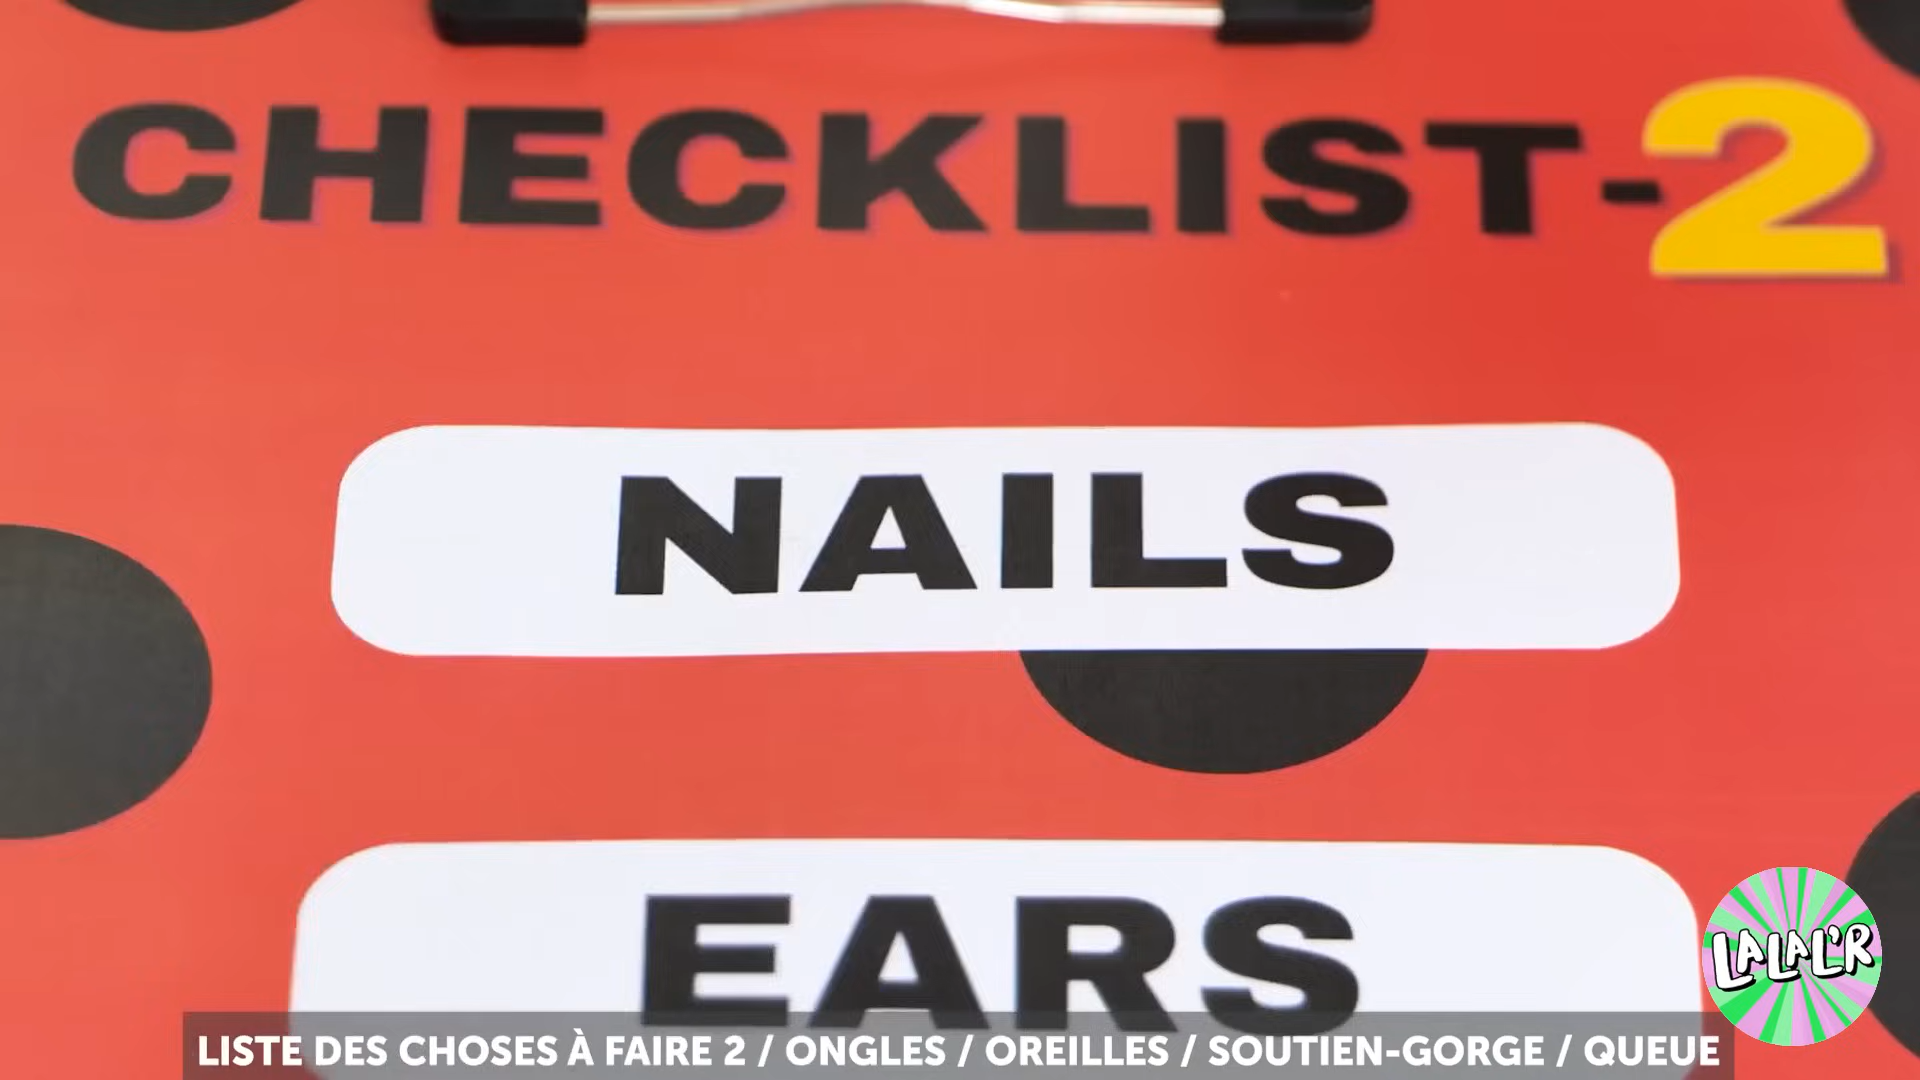 CHECKLIST-2
NAILS
EARS
LALAL'R
LISTE DES CHOSES À FAIRE 2 / ONGLES / OREILLES / SOUTIEN-GORGE / QUEUE